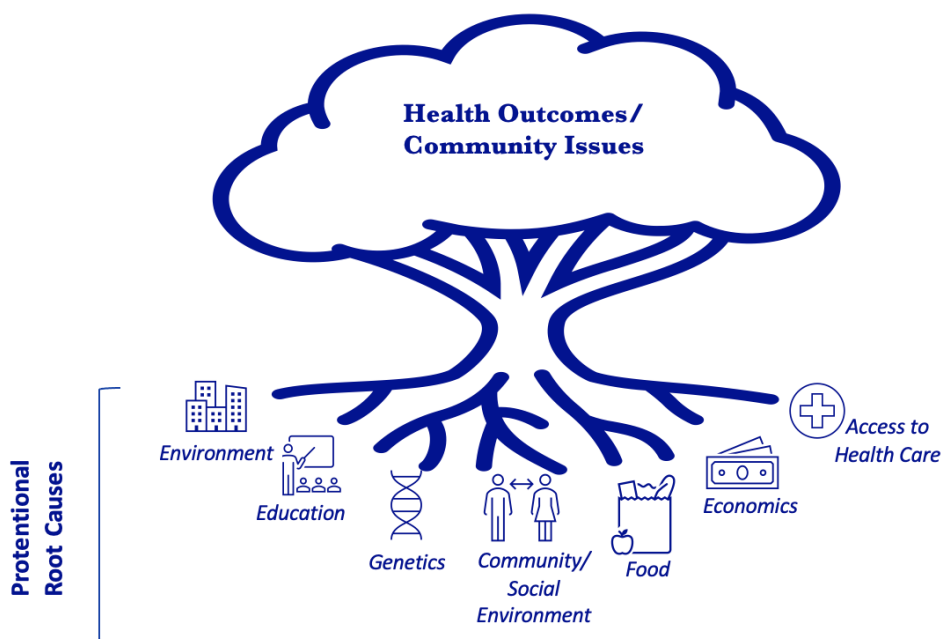 Health Outcomes/
Community Issues
Protentional
Root Causes
Environment
Education
Genetics
Community/
Social
Environment
Food
Economics
Access to
Health Care